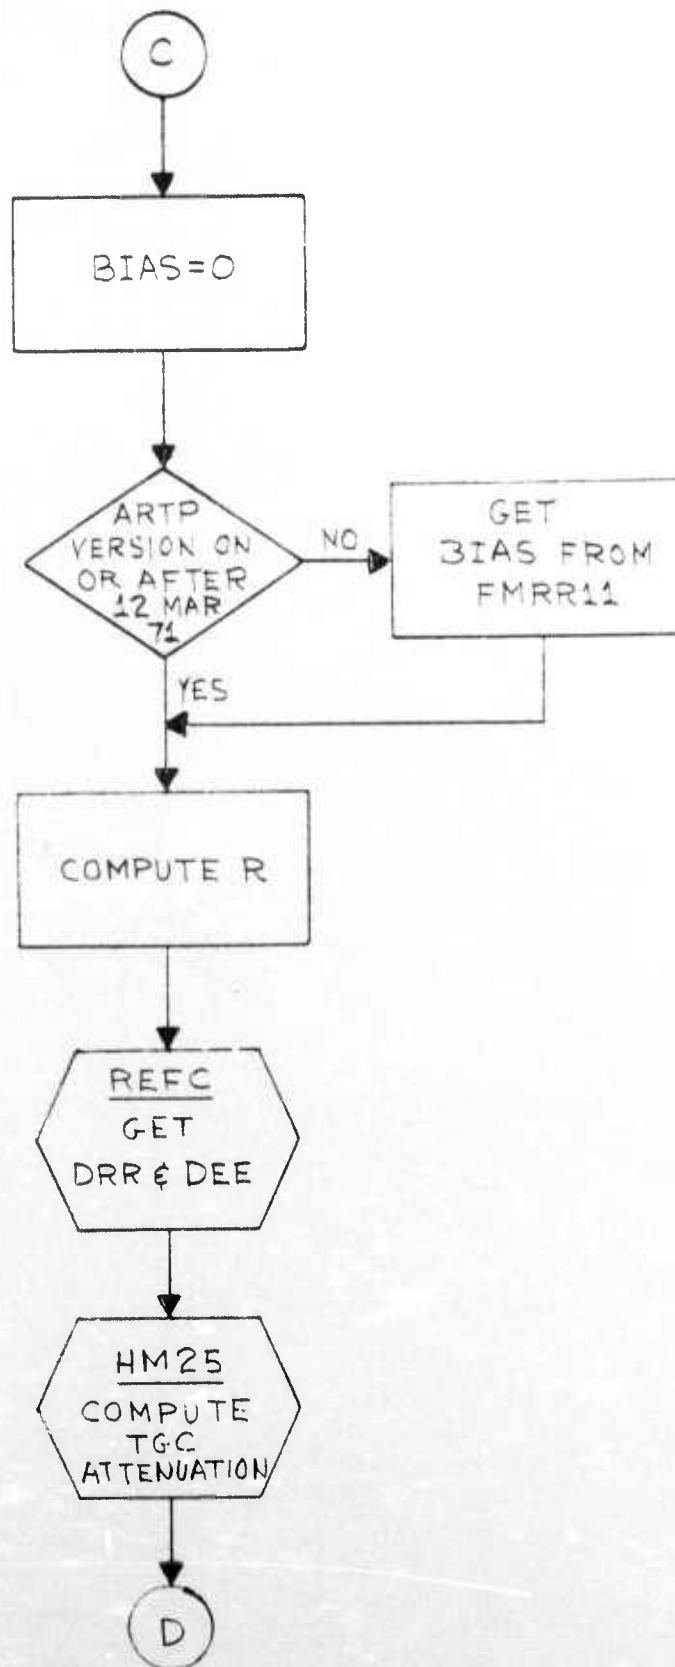 C
BIAS=0
ARTP
VERSION ON
OR AFTER
12 MAR
71
NO
GET
BIAS FROM
FMRR11
YES
COMPUTE R
REFC
GET
DRR & DEE
HM25
COMPUTE
TGC
ATTENUATION
D